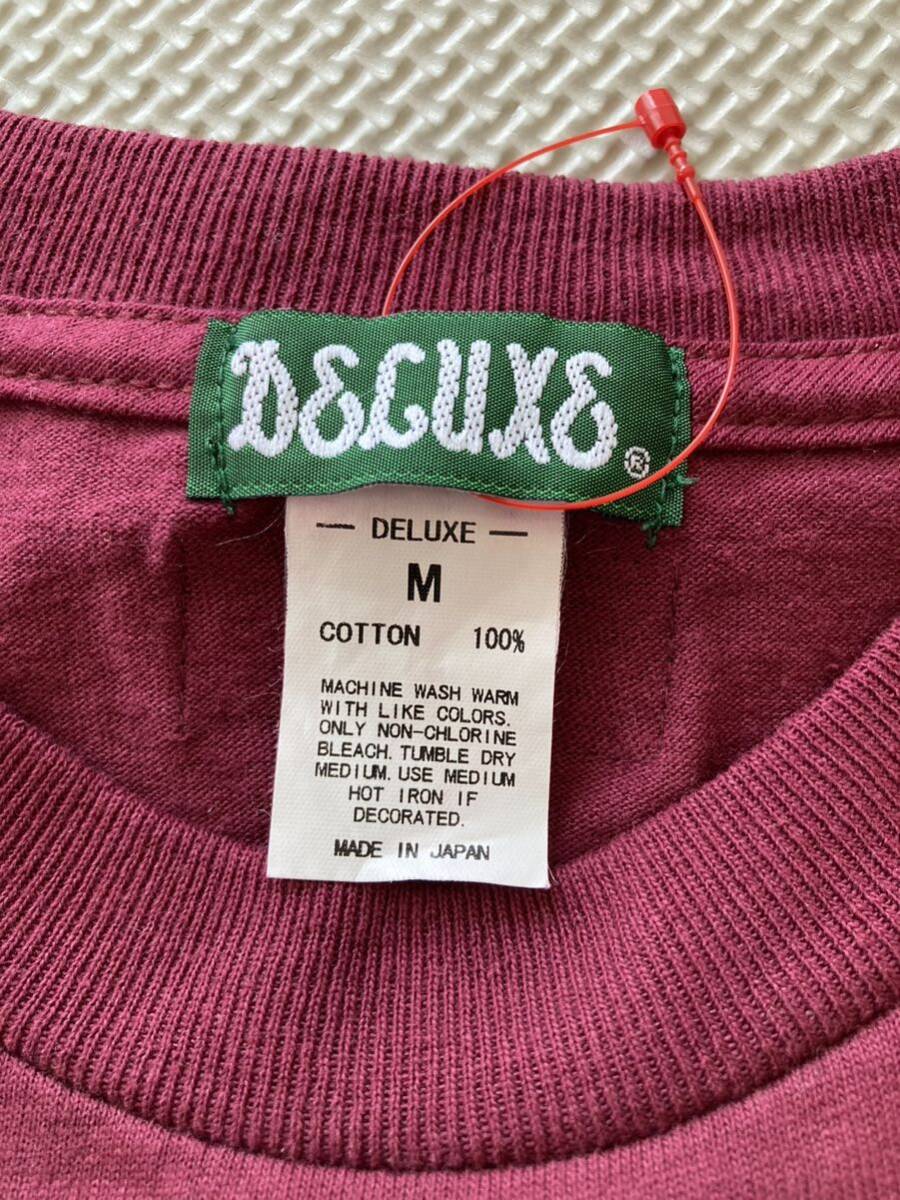 DELUXE®
— DELUXE —
M
COTTON 100%
MACHINE WASH WARM
WITH LIKE COLORS.
ONLY NON-CHLORINE
BLEACH. TUMBLE DRY
MEDIUM. USE MEDIUM
HOT IRON IF
DECORATED.
MADE IN JAPAN